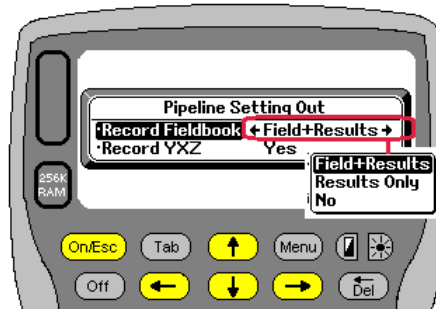 Pipeline Setting Out
·Record Fieldbook ←Field+Results→
·Record YXZ Yes
Field+Results
Results Only
No
256K
RAM
On/Esc Tab Menu
Off Del